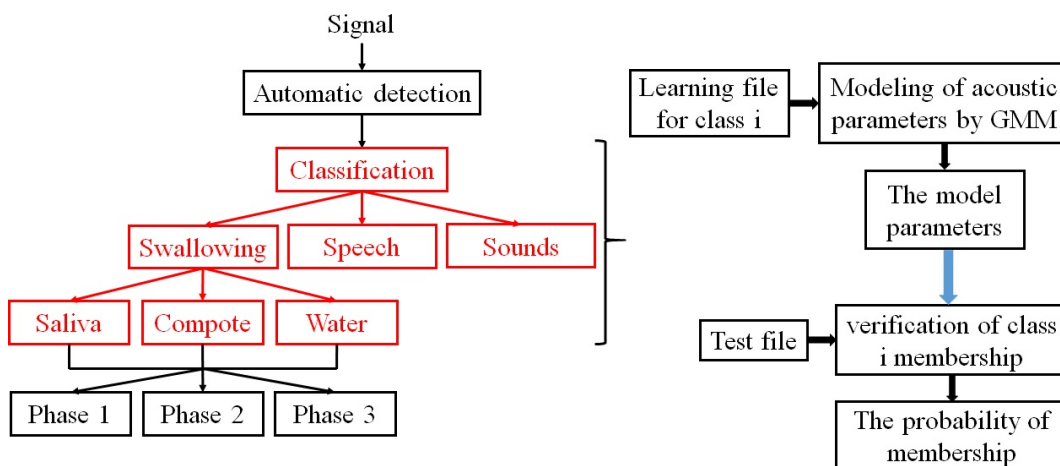 Signal
Automatic detection
Classification
Swallowing
Speech
Sounds
Saliva
Compote
Water
Phase 1
Phase 2
Phase 3
Learning file
for class i
Modeling of acoustic
parameters by GMM
The model
parameters
Test file
verification of class
i membership
The probability of
membership